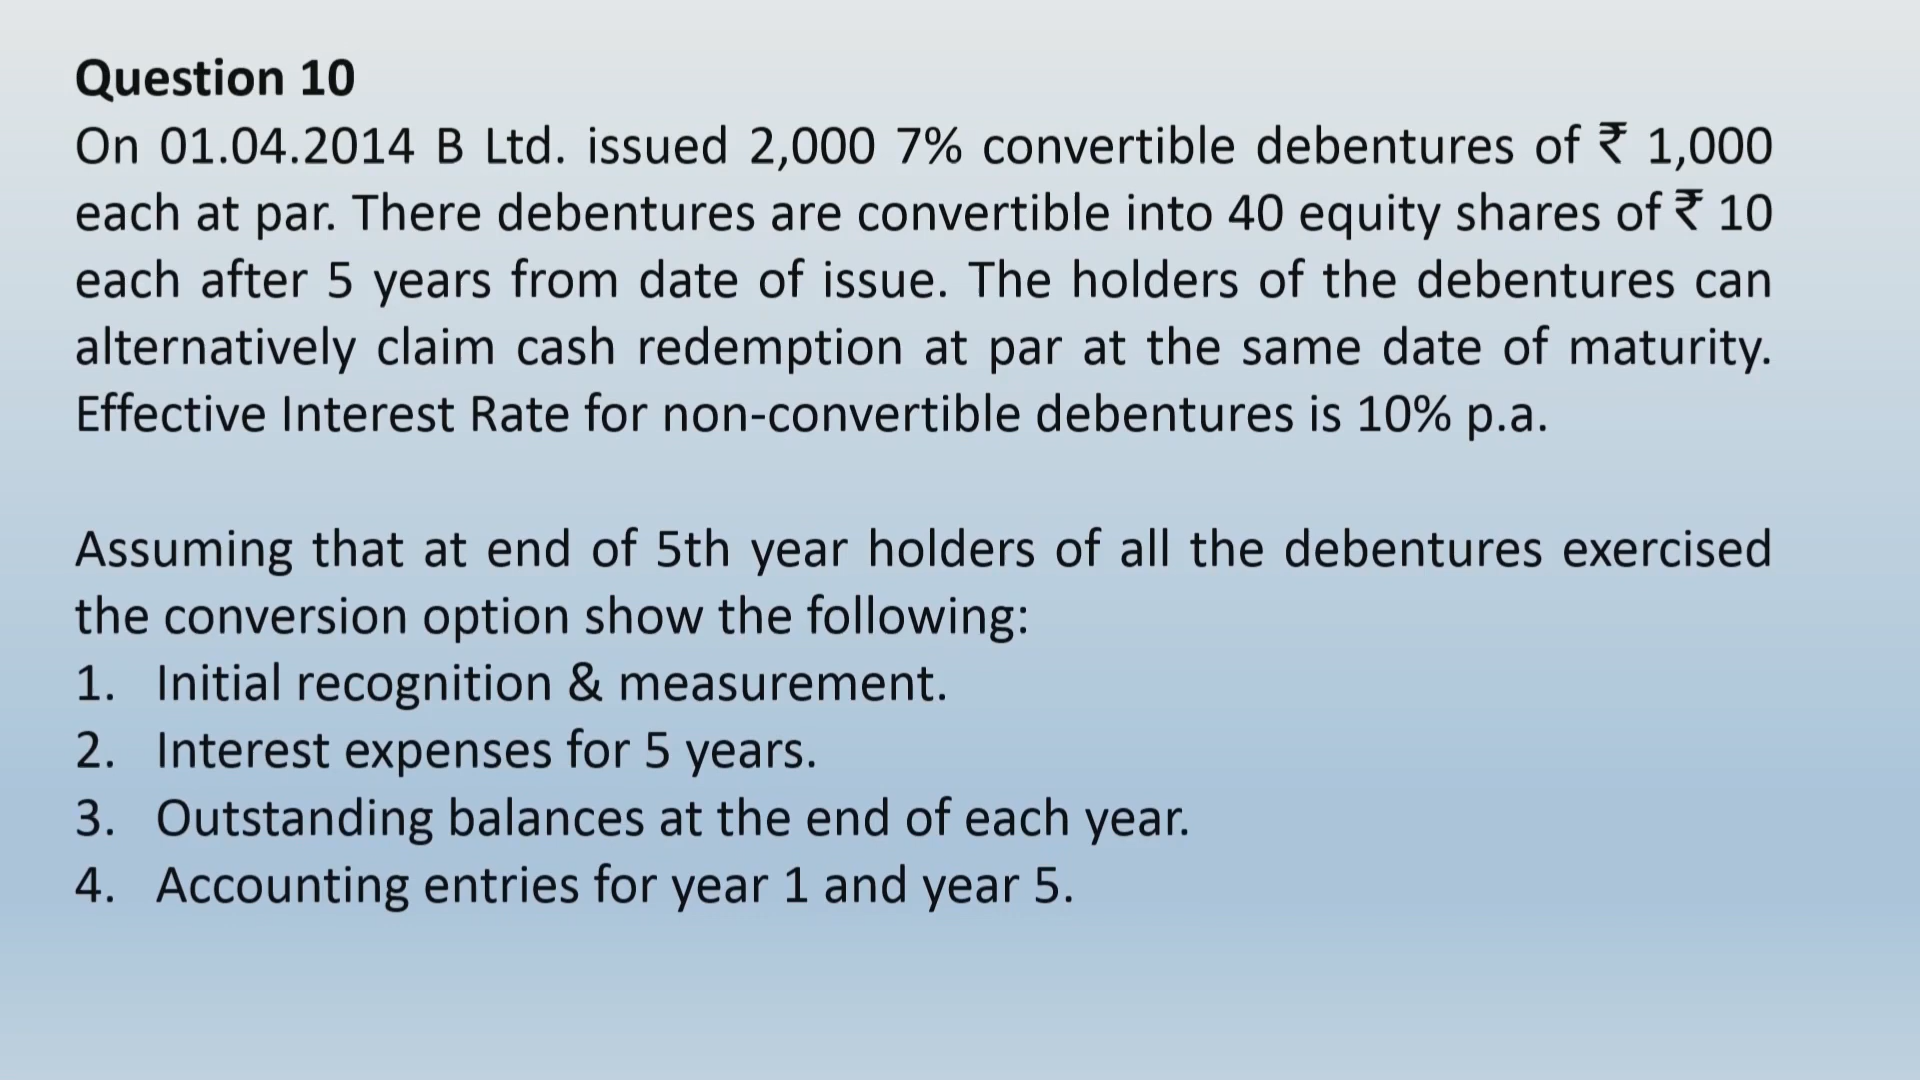 Question 10
On 01.04.2014 B Ltd. issued 2,000 7% convertible debentures of ₹ 1,000
each at par. There debentures are convertible into 40 equity shares of ₹ 10
each after 5 years from date of issue. The holders of the debentures can
alternatively claim cash redemption at par at the same date of maturity.
Effective Interest Rate for non-convertible debentures is 10% p.a.
Assuming that at end of 5th year holders of all the debentures exercised
the conversion option show the following:
1. Initial recognition & measurement.
2. Interest expenses for 5 years.
3. Outstanding balances at the end of each year.
4. Accounting entries for year 1 and year 5.